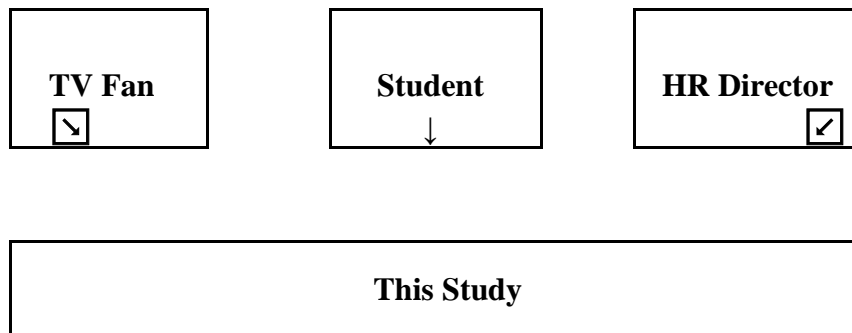 TV Fan
↘
Student
↓
HR Director
↙
This Study